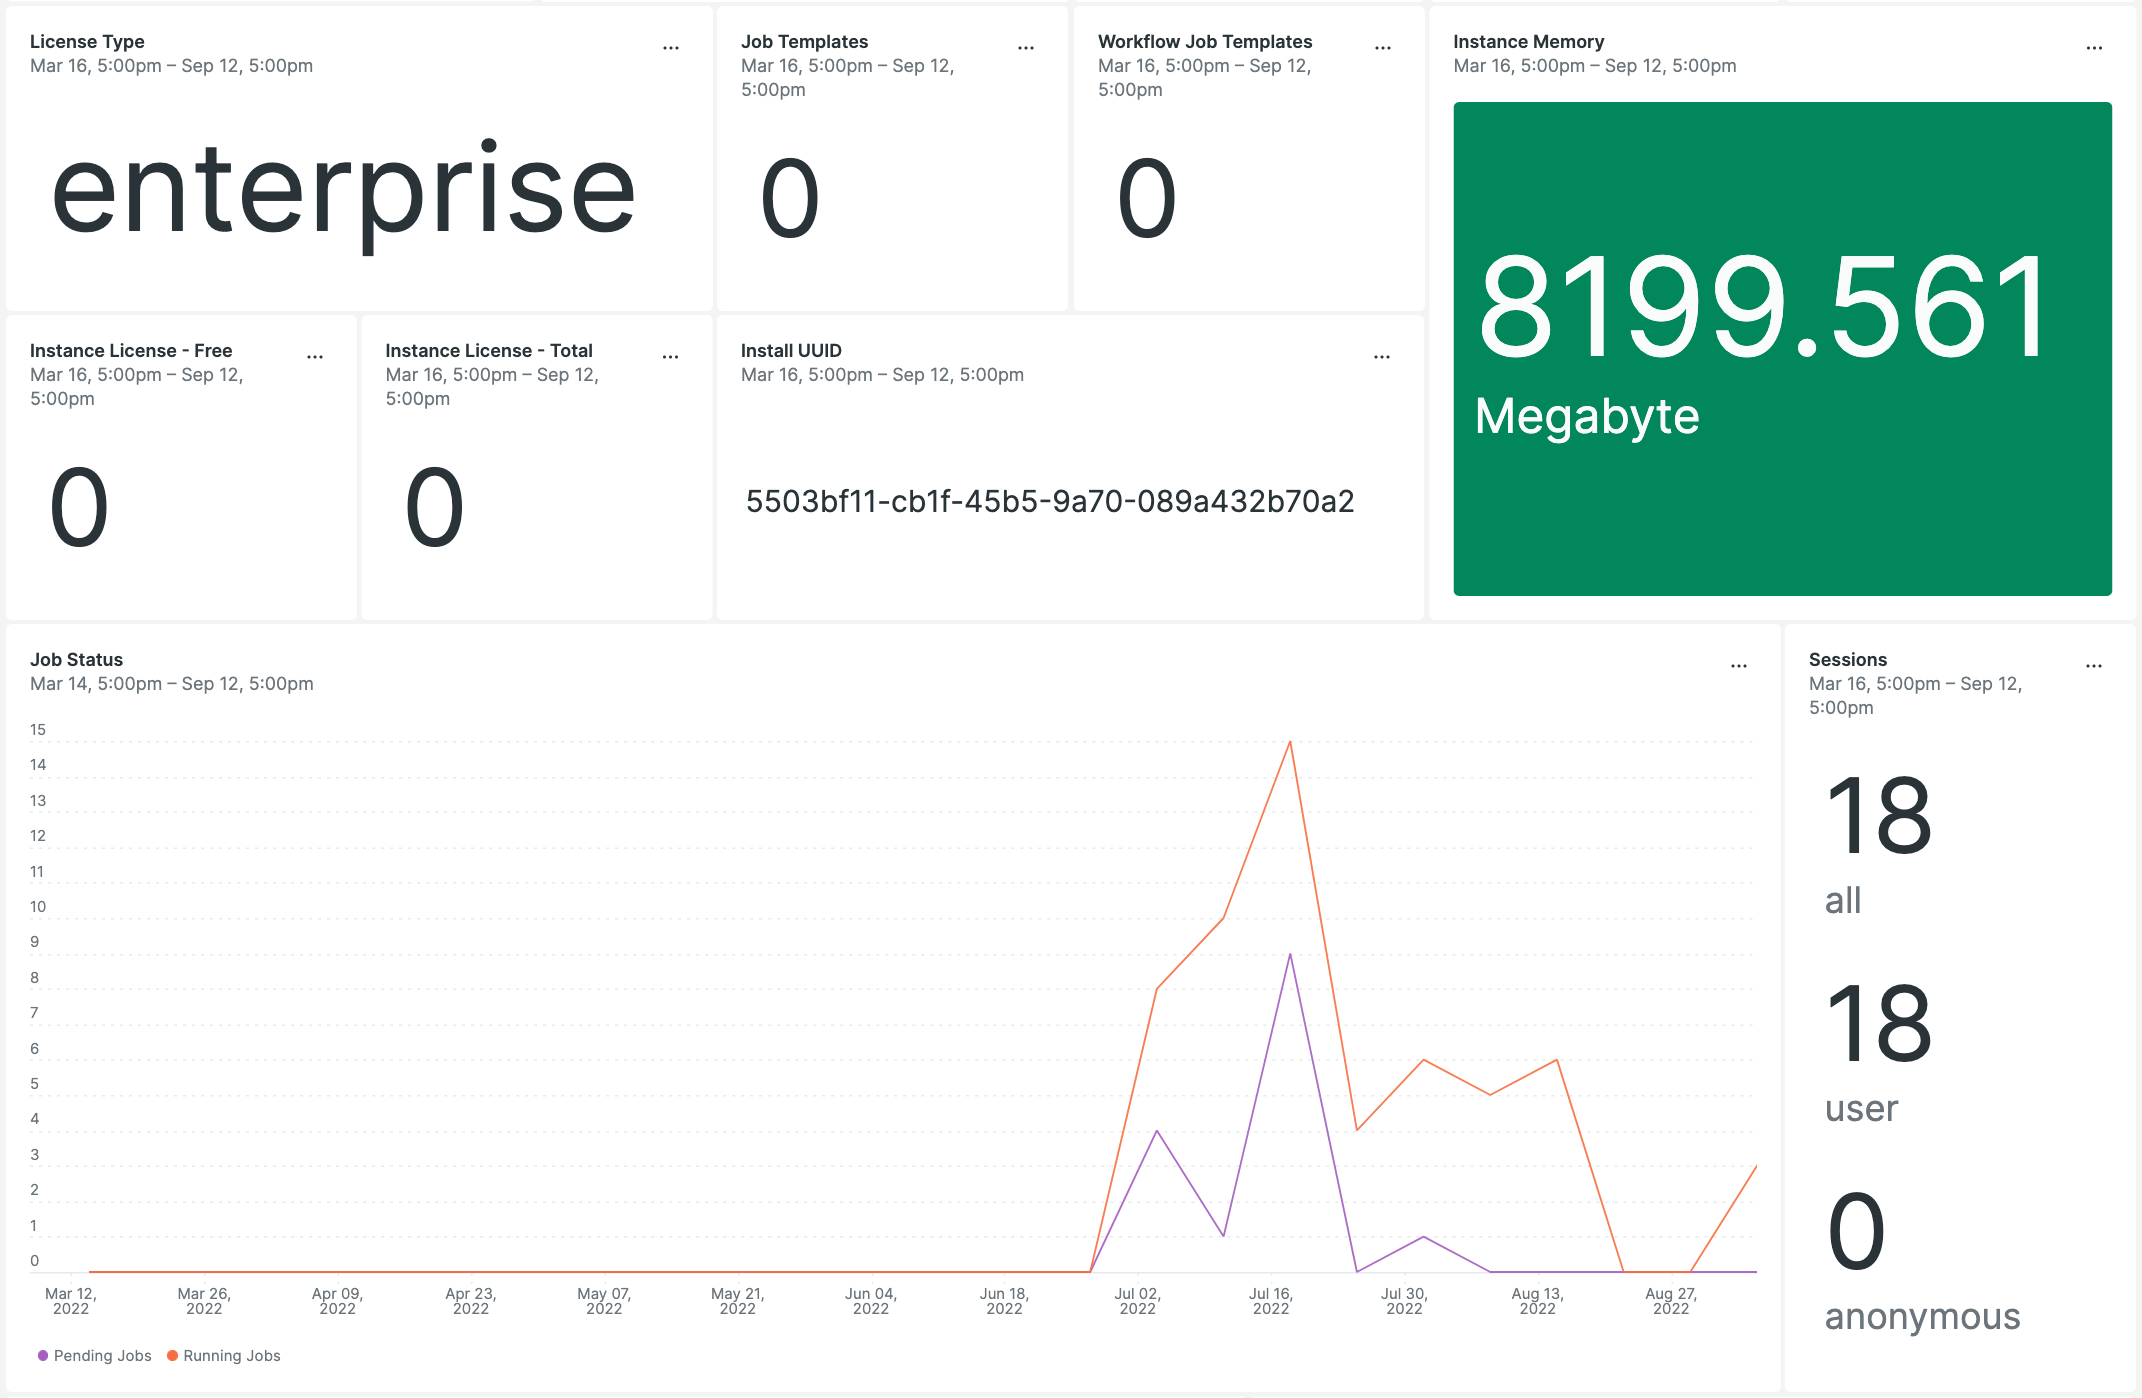 License Type
Mar 16, 5:00pm – Sep 12, 5:00pm
enterprise
Job Templates
Mar 16, 5:00pm – Sep 12,
5:00pm
0
Workflow Job Templates
Mar 16, 5:00pm – Sep 12,
5:00pm
0
Instance Memory
Mar 16, 5:00pm – Sep 12, 5:00pm
8199.561
Megabyte
Instance License - Free
Mar 16, 5:00pm – Sep 12,
5:00pm
0
Instance License - Total
Mar 16, 5:00pm – Sep 12,
5:00pm
0
Install UUID
Mar 16, 5:00pm – Sep 12, 5:00pm
5503bf11-cb1f-45b5-9a70-089a432b70a2
Job Status
Mar 14, 5:00pm – Sep 12, 5:00pm
15
14
13
12
11
10
9
8
7
6
5
4
3
2
1
0
Mar 12,
2022
Mar 26,
2022
Apr 09,
2022
Apr 23,
2022
May 07,
2022
May 21,
2022
Jun 04,
2022
Jun 18,
2022
Jul 02,
2022
Jul 16,
2022
Jul 30,
2022
Aug 13,
2022
Aug 27,
2022
Pending Jobs
Running Jobs
Sessions
Mar 16, 5:00pm – Sep 12,
5:00pm
18
all
18
user
0
anonymous